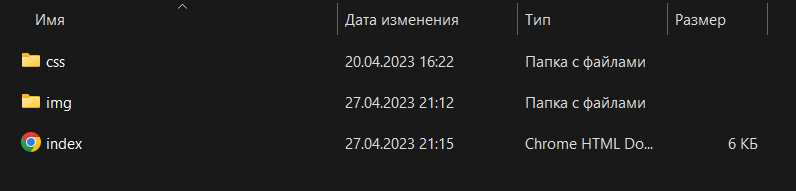 Имя Дата изменения Тип Размер
css 20.04.2023 16:22 Папка с файлами
img 27.04.2023 21:12 Папка с файлами
index 27.04.2023 21:15 Chrome HTML Do... 6 КБ